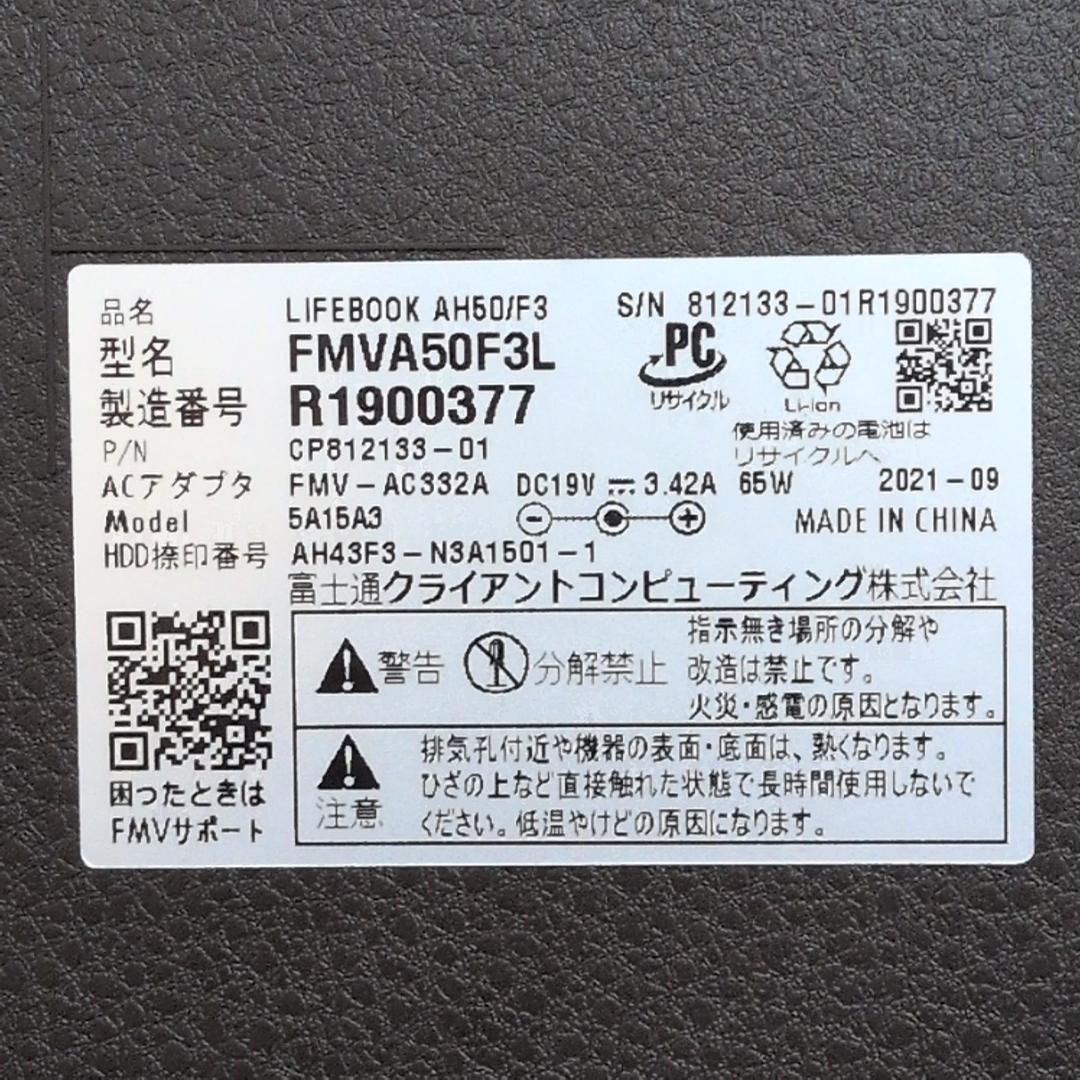 品名 LIFEBOOK AH50/F3 S/N 812133-01R1900377
型名 FMVA50F3L
製造番号 R1900377
PC
リサイクル
Li-ion
使用済みの電池は
リサイクルへ
P/N CP812133-01
ACアダプタ FMV-AC332A DC19V 3.42A 65W 2021-09
Model 5A15A3 MADE IN CHINA
HDD捺印番号 AH43F3-N3A1501-1
富士通クライアントコンピューティング株式会社
警告 分解禁止
指示無き場所の分解や
改造は禁止です。
火災・感電の原因となります。
注意
排気孔付近や機器の表面・底面は、熱くなります。
ひざの上など直接触れた状態で長時間使用しないで
ください。低温やけどの原因になります。
困ったときは
FMVサポート